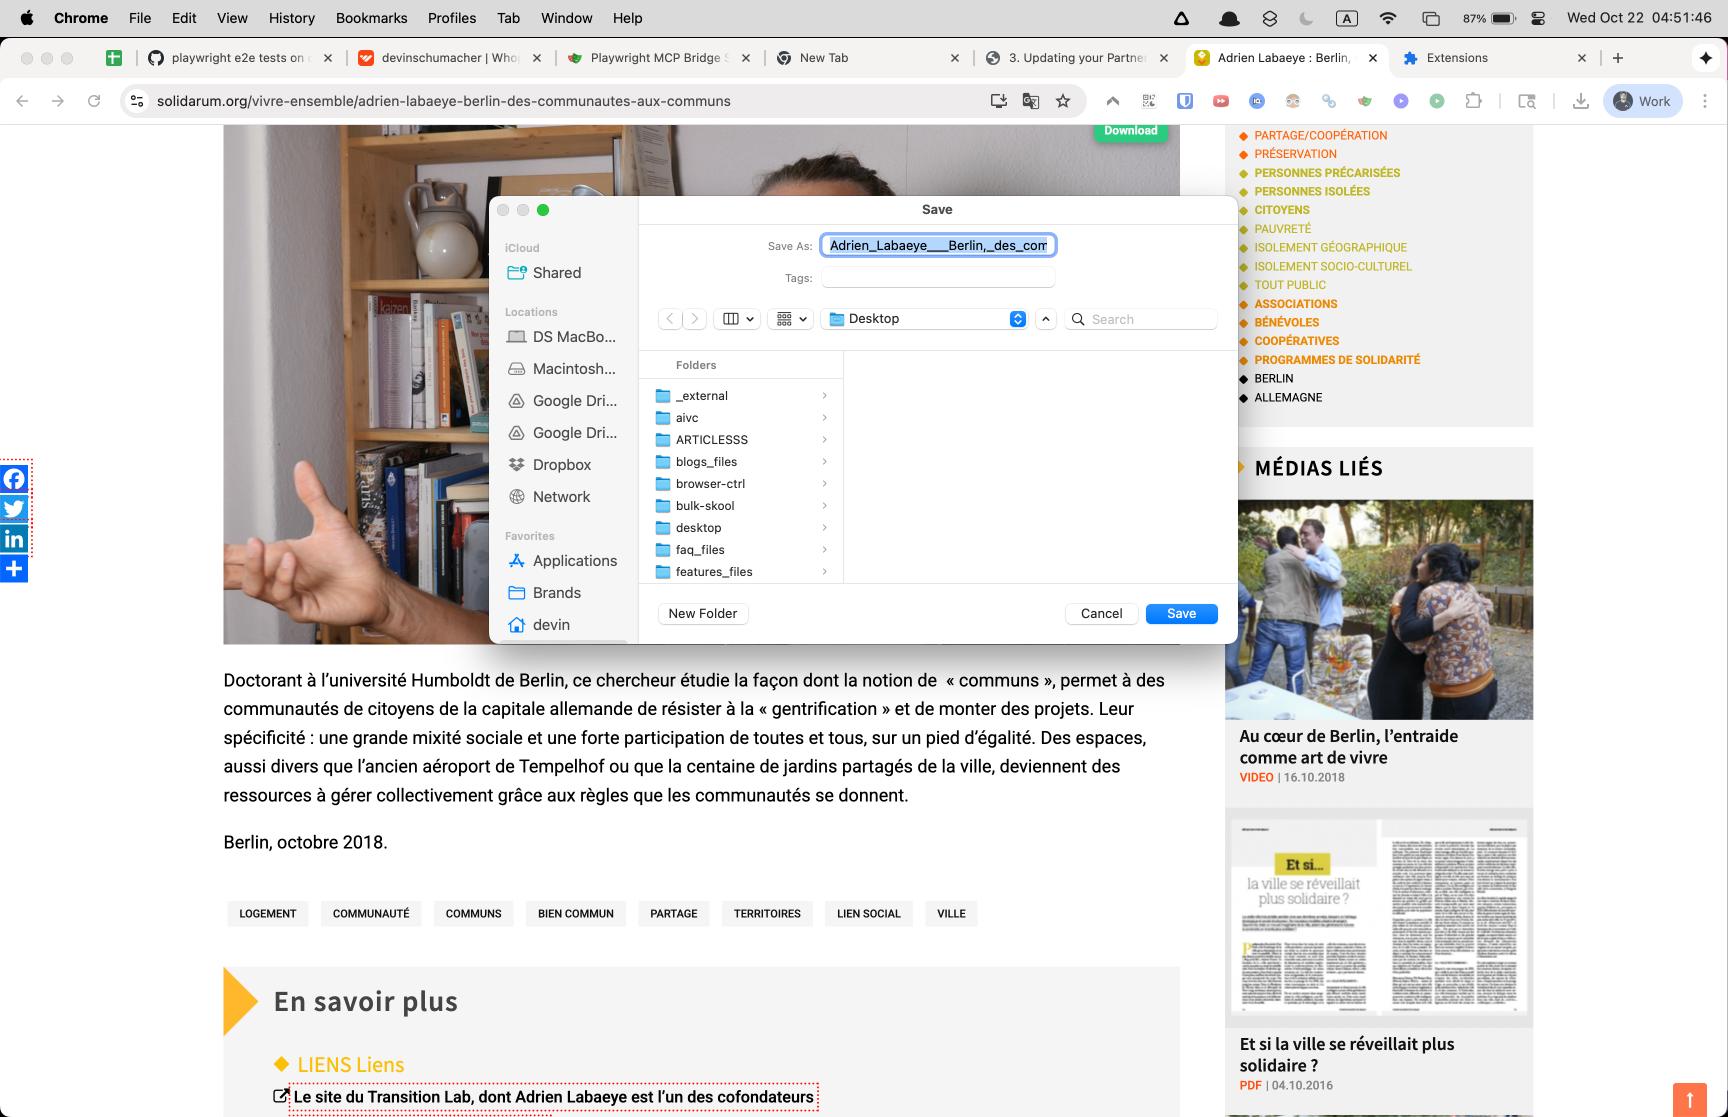 Chrome File Edit View History Bookmarks Profiles Tab Window Help
A 87% Wed Oct 22 04:51:46
playwright e2e tests on
devinschumacher | Who
Playwright MCP Bridge
New Tab
3. Updating your Partne
Adrien Labaeye : Berlin,
Extensions
solidarum.org/vivre-ensemble/adrien-labaeye-berlin-des-communautes-aux-communs
Work
Download
Save
Save As: Adrien_Labaeye___Berlin,_des_com
Tags:
Desktop
Search
iCloud
Shared
Locations
DS MacBo...
Macintosh...
Google Dri...
Google Dri...
Dropbox
Network
Favorites
Applications
Brands
devin
Folders
_external
aivc
ARTICLESSS
blogs_files
browser-ctrl
bulk-skool
desktop
faq_files
features_files
New Folder
Cancel
Save
Doctorant à l’université Humboldt de Berlin, ce chercheur étudie la façon dont la notion de « communs », permet à des
communautés de citoyens de la capitale allemande de résister à la « gentrification » et de monter des projets. Leur
spécificité : une grande mixité sociale et une forte participation de toutes et tous, sur un pied d’égalité. Des espaces,
aussi divers que l’ancien aéroport de Tempelhof ou que la centaine de jardins partagés de la ville, deviennent des
ressources à gérer collectivement grâce aux règles que les communautés se donnent.
Berlin, octobre 2018.
LOGEMENT COMMUNAUTÉ COMMUNS BIEN COMMUN PARTAGE TERRITOIRES LIEN SOCIAL VILLE
En savoir plus
LIENS Liens
Le site du Transition Lab, dont Adrien Labaeye est l’un des cofondateurs
PARTAGE/COOPÉRATION
PRÉSERVATION
PERSONNES PRÉCARISÉES
PERSONNES ISOLÉES
CITOYENS
PAUVRETÉ
ISOLEMENT GÉOGRAPHIQUE
ISOLEMENT SOCIO-CULTUREL
TOUT PUBLIC
ASSOCIATIONS
BÉNÉVOLES
COOPÉRATIVES
PROGRAMMES DE SOLIDARITÉ
BERLIN
ALLEMAGNE
MÉDIAS LIÉS
Au cœur de Berlin, l’entraide
comme art de vivre
VIDEO | 16.10.2018
Et si...
la ville se réveillait
plus solidaire ?
Et si la ville se réveillait plus
solidaire ?
PDF | 04.10.2016